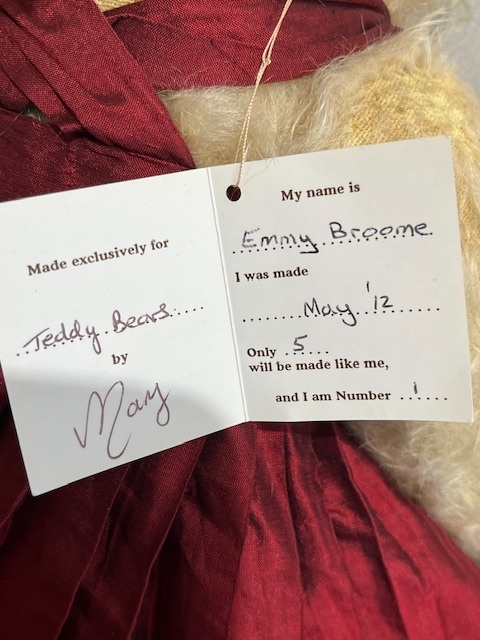 Made exclusively for
Teddy Bears
by
May
My name is
Emmy Broome
I was made
May '12
Only 5
will be made like me,
and I am Number 1